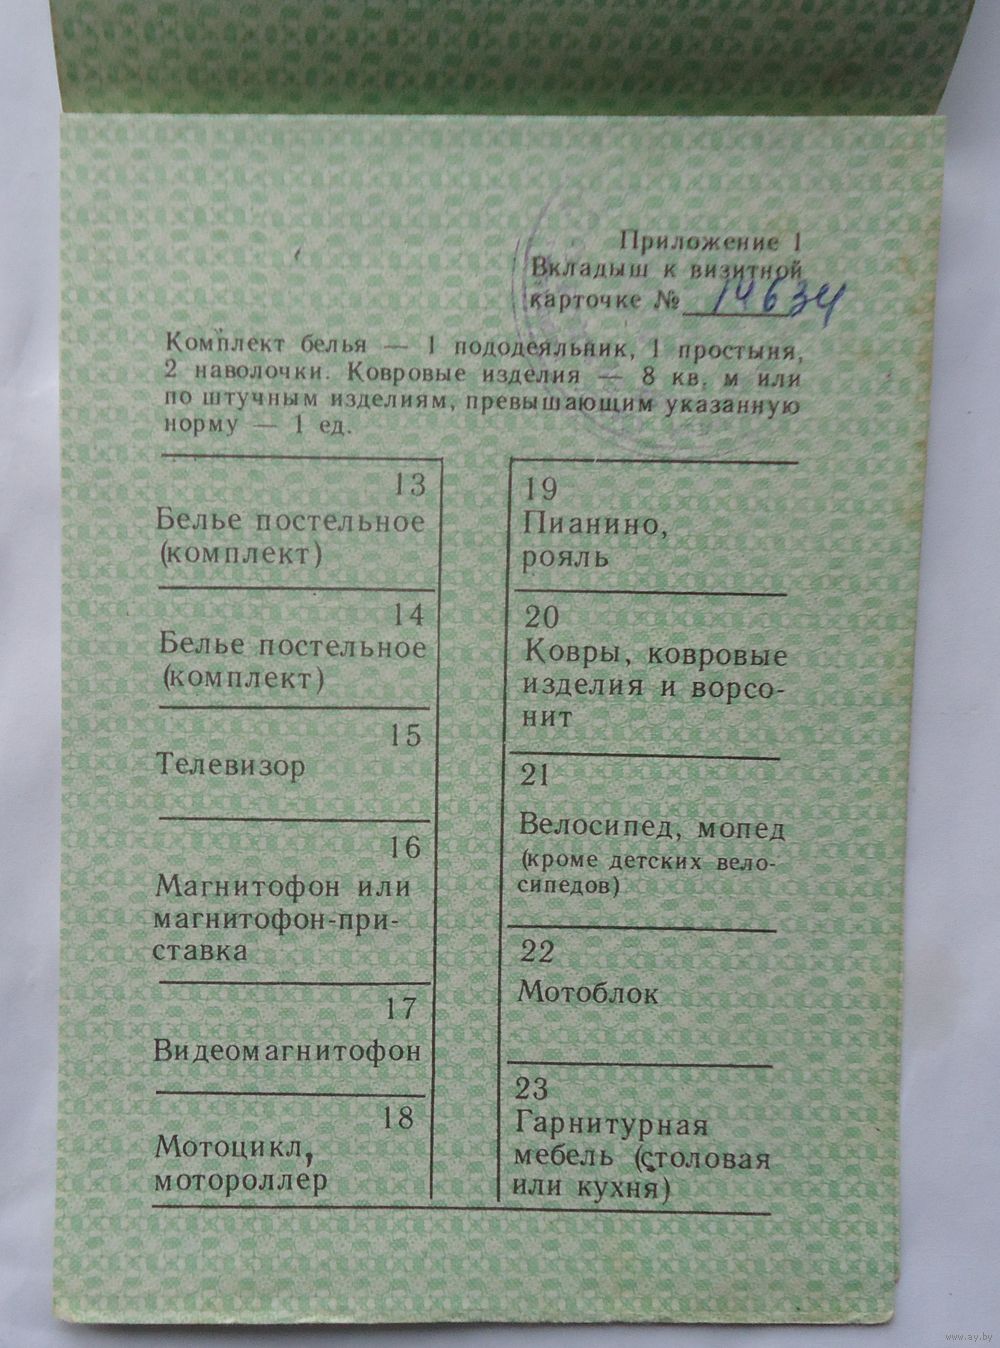 Приложение 1
Вкладыш к визитной
карточке № 14634
Комплект белья — 1 пододеяльник, 1 простыня,
2 наволочки. Ковровые изделия — 8 кв. м или
по штучным изделиям, превышающим указанную
норму — 1 ед.
13
Белье постельное
(комплект)
14
Белье постельное
(комплект)
15
Телевизор
16
Магнитофон или
магнитофон-при-
ставка
17
Видеомагнитофон
18
Мотоцикл,
мотороллер
19
Пианино,
рояль
20
Ковры, ковровые
изделия и ворсо-
нит
21
Велосипед, мопед
(кроме детских вело-
сипедов)
22
Мотоблок
23
Гарнитурная
мебель (столовая
или кухня)
www.ay.by